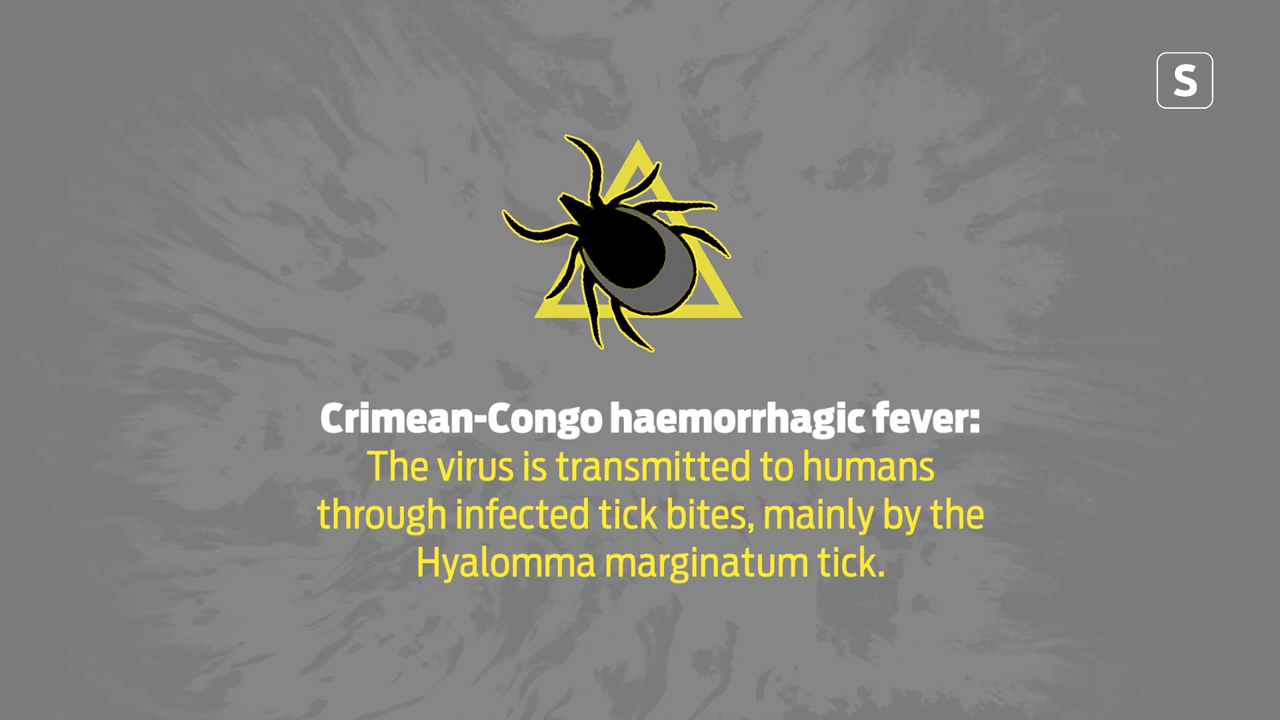 S
Crimean-Congo haemorrhagic fever:
The virus is transmitted to humans
through infected tick bites, mainly by the
Hyalomma marginatum tick.